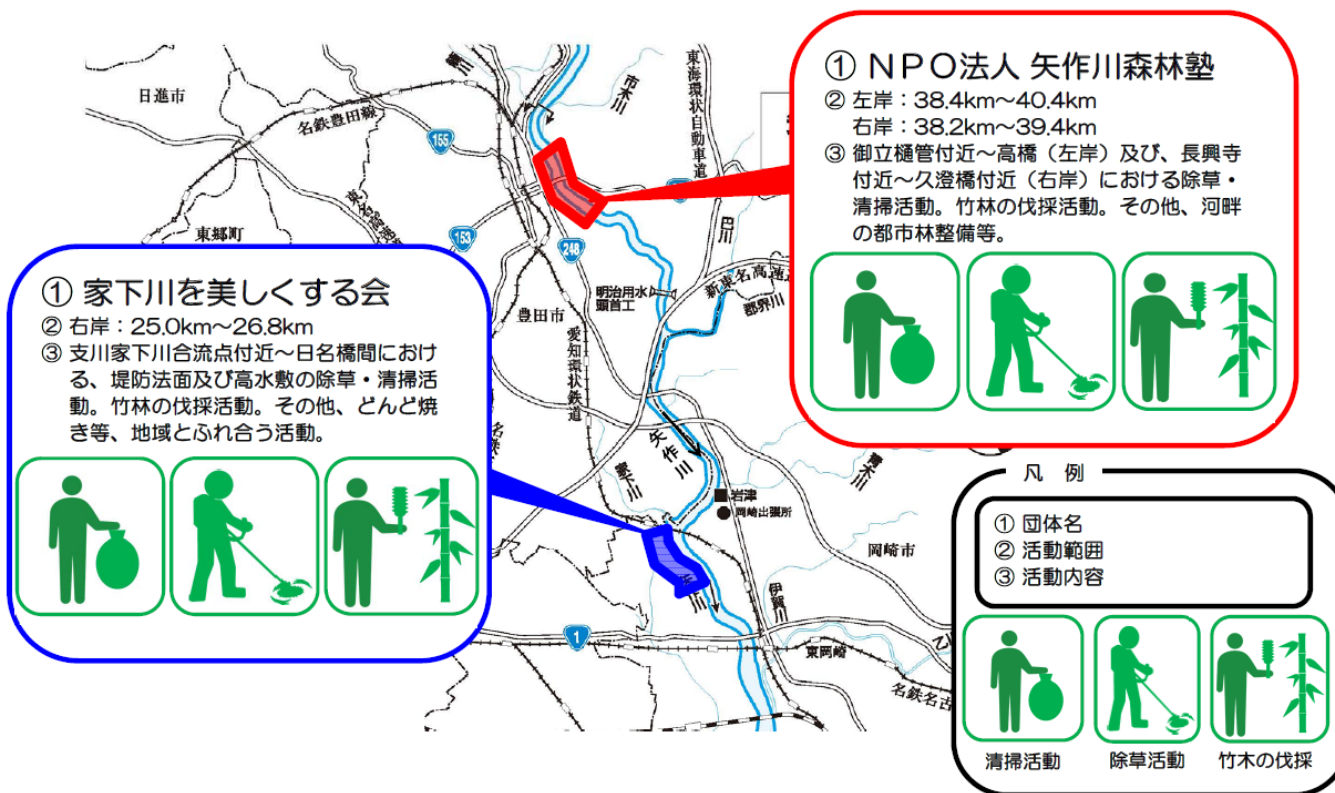 ① NPO法人 矢作川森林塾
② 左岸：38.4km～40.4km
右岸：38.2km～39.4km
③ 御立樋管付近～高橋（左岸）及び、長興寺
付近～久澄橋付近（右岸）における除草・
清掃活動。竹林の伐採活動。その他、河畔
の都市林整備等。
① 家下川を美しくする会
② 右岸：25.0km～26.8km
③ 支川家下川合流点付近～日名橋間におけ
る、堤防法面及び高水敷の除草・清掃活
動。竹林の伐採活動。その他、どんど焼
き等、地域とふれ合う活動。
日進市
名鉄豊田線
155
市木川
東海環状自動車道
東郷町
153
248
巴川
新東名高速道
郡界川
明治用水
頭首工
豊田市
愛知環状鉄道
矢作川
家下川
青木川
岩津
岡崎出張所
岡崎市
伊賀川
1
東岡崎
名鉄名古
凡例
① 団体名
② 活動範囲
③ 活動内容
清掃活動
除草活動
竹木の伐採